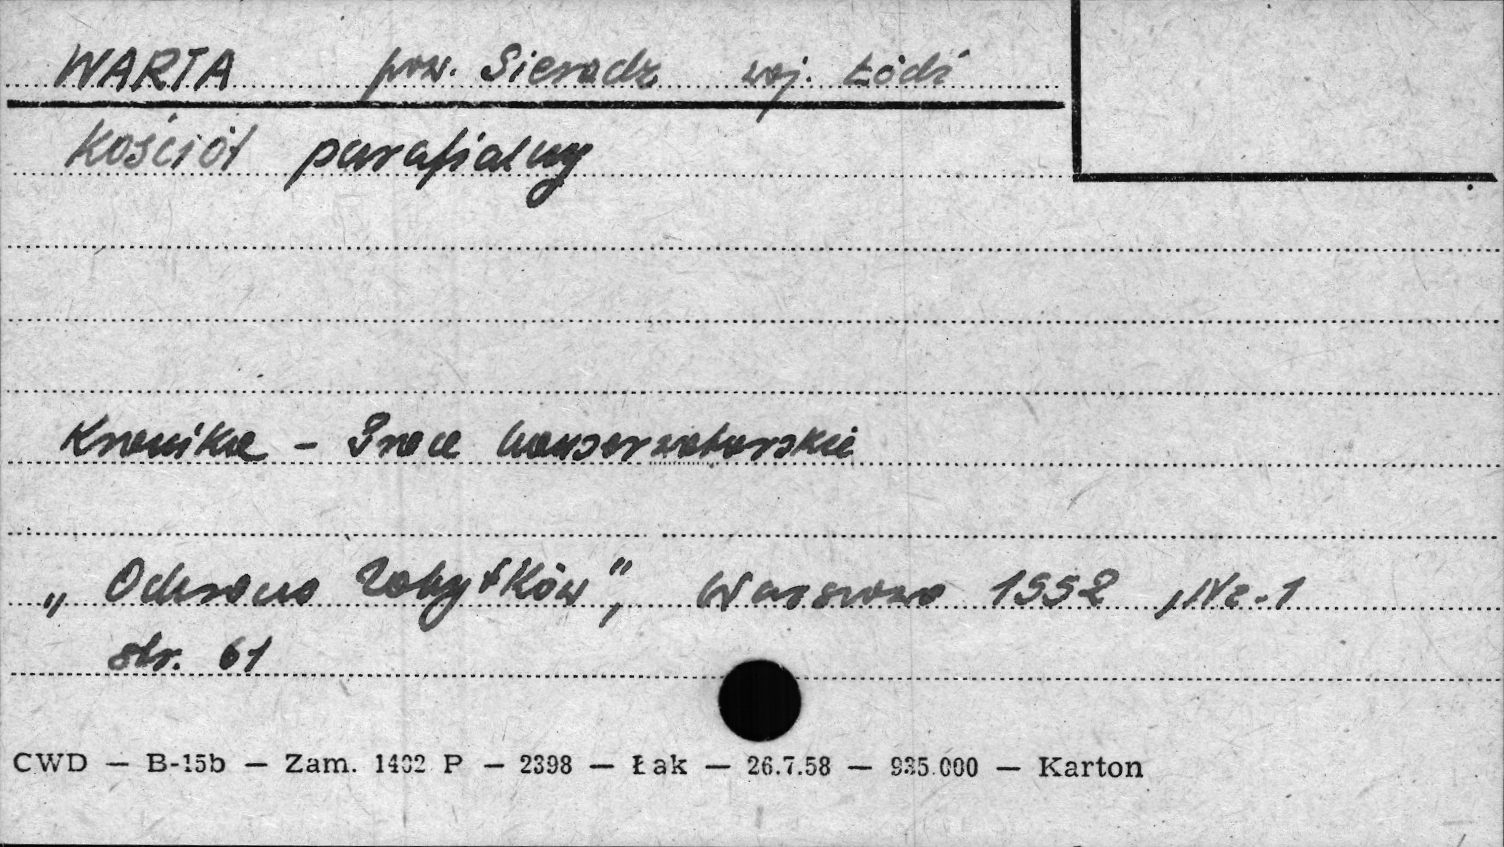 WARTA pow. Sieradz woj. Łódź
Kościół parafialny
Kronika – Prace konserwatorskie
„Ochrona Zabytków", Warszawa 1952, Nr. 1
str. 61
CWD — B-15b — Zam. 1402 P — 2398 — Łak — 26.7.58 — 935.000 — Karton